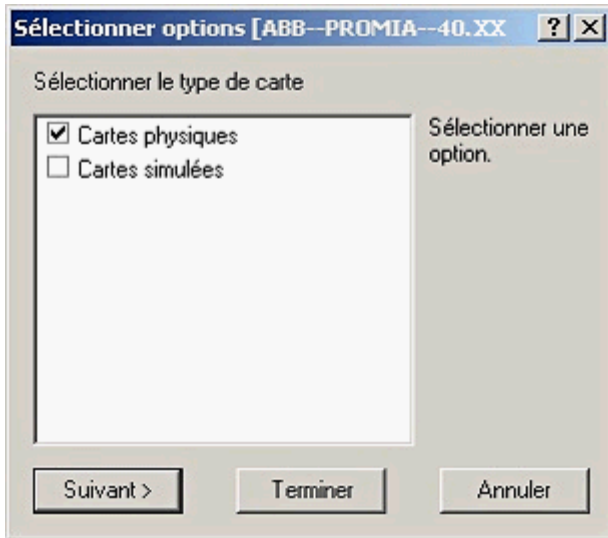 Sélectionner options [ABB--PROMIA--40.XX
Sélectionner le type de carte
Cartes physiques
Cartes simulées
Sélectionner une
option.
Suivant >
Terminer
Annuler